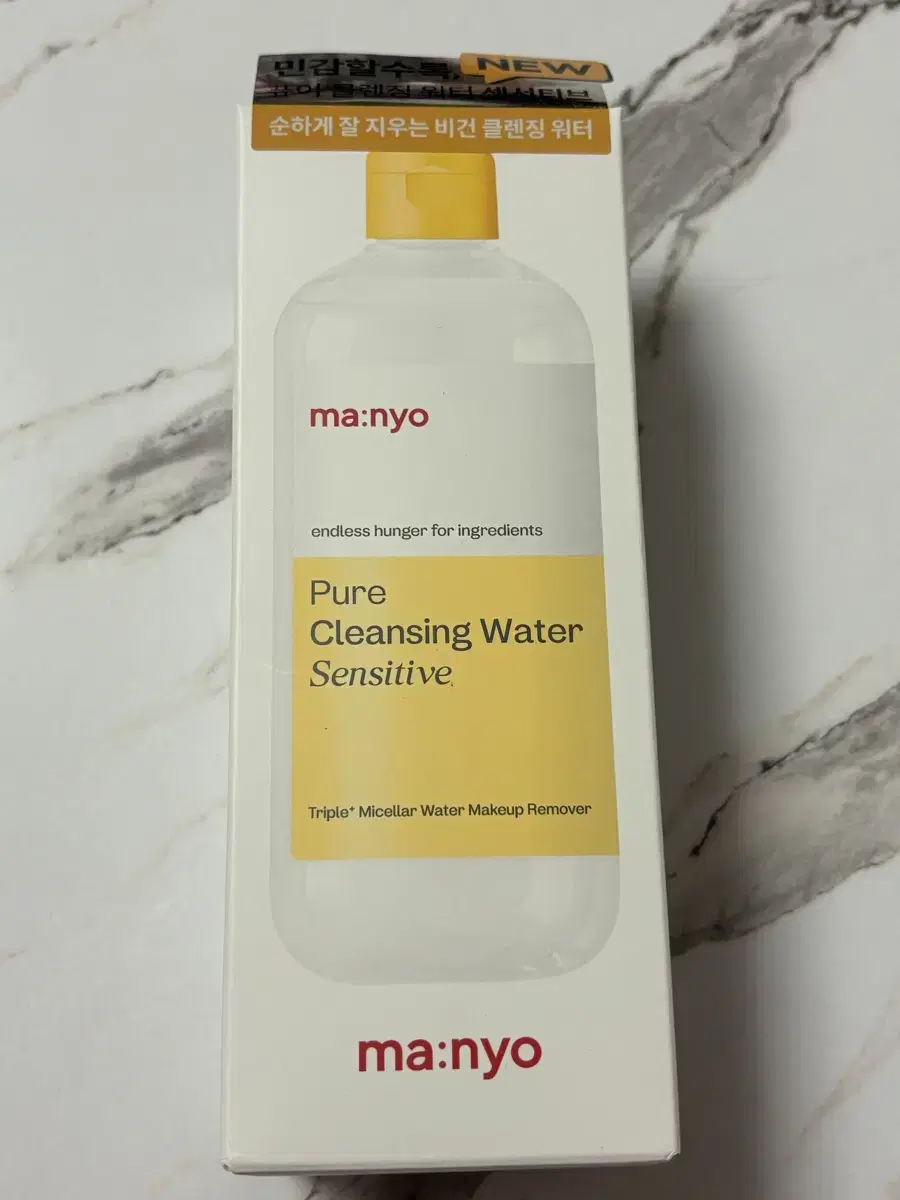 민감할수록,
NEW
퓨어 클렌징 워터 센서티브
순하게 잘 지우는 비건 클렌징 워터
ma:nyo
endless hunger for ingredients
Pure
Cleansing Water
Sensitive
Triple⁺ Micellar Water Makeup Remover
ma:nyo